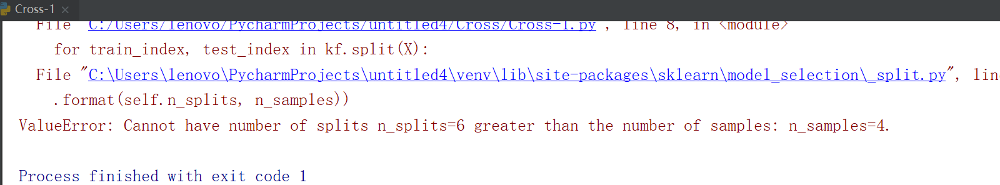 Cross-1
File "C:/Users/lenovo/PycharmProjects/untitled4/Cross/Cross-1.py", line 8, in <module>
for train_index, test_index in kf.split(X):
File "C:\Users\lenovo\PycharmProjects\untitled4\venv\lib\site-packages\sklearn\model_selection\_split.py", line
.format(self.n_splits, n_samples))
ValueError: Cannot have number of splits n_splits=6 greater than the number of samples: n_samples=4.
Process finished with exit code 1